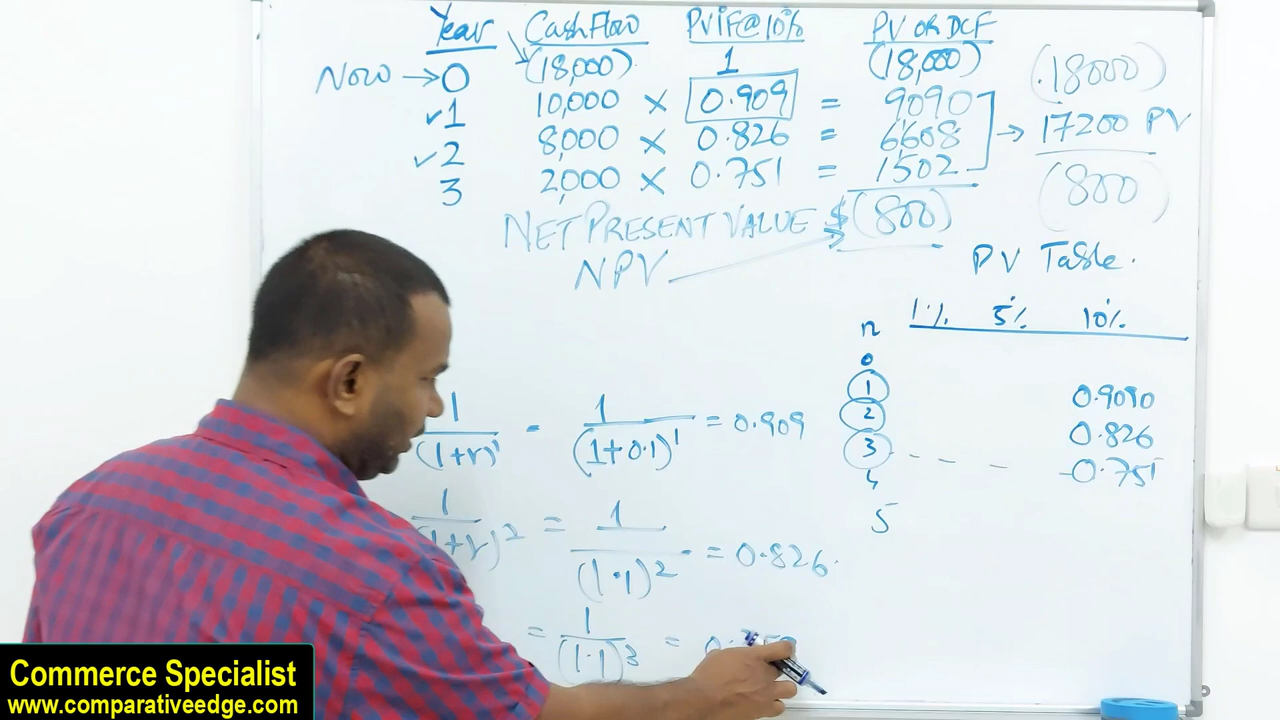 Year Cash Flow PVIF@10% PV OR DCF
Now → 0 (18,000) 1 (18,000) (18000)
✓1 10,000 × 0.909 = 9090
✓2 8,000 × 0.826 = 6608 → 17200 PV
3 2,000 × 0.751 = 1502 (800)
NET PRESENT VALUE $(800)
NPV
PV Table.
n 1% 5% 10%
0
1 0.9090
2 0.826
3 - - - - 0.751
4
5
1/(1+r)¹ = 1/(1+0.1)¹ = 0.909
1/(1+r)² = 1/(1.1)² = 0.826.
= 1/(1.1)³ =
Commerce Specialist
www.comparativeedge.com